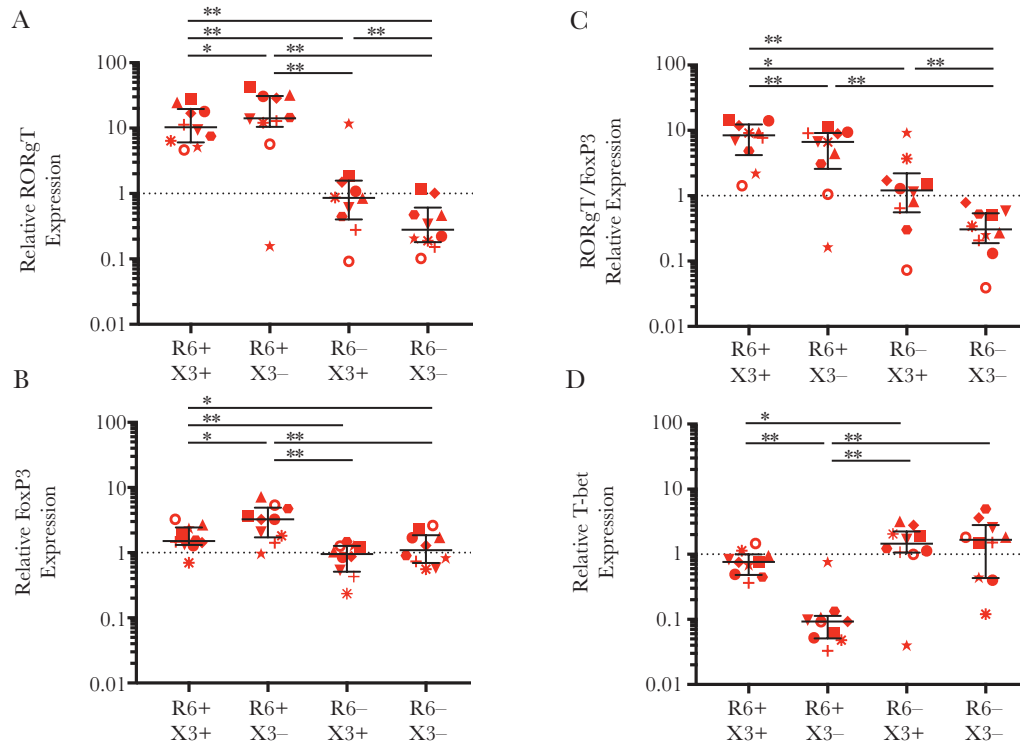 A
**
**
**
*
**
**
100
10
1
0.1
0.01
Relative RORgT
Expression
R6+
X3+
R6+
X3–
R6–
X3+
R6–
X3–
B
*
**
*
**
**
100
10
1
0.1
0.01
Relative FoxP3
Expression
R6+
X3+
R6+
X3–
R6–
X3+
R6–
X3–
C
**
*
**
**
**
100
10
1
0.1
0.01
RORgT/FoxP3
Relative Expression
R6+
X3+
R6+
X3–
R6–
X3+
R6–
X3–
D
*
**
**
**
100
10
1
0.1
0.01
Relative T-bet
Expression
R6+
X3+
R6+
X3–
R6–
X3+
R6–
X3–